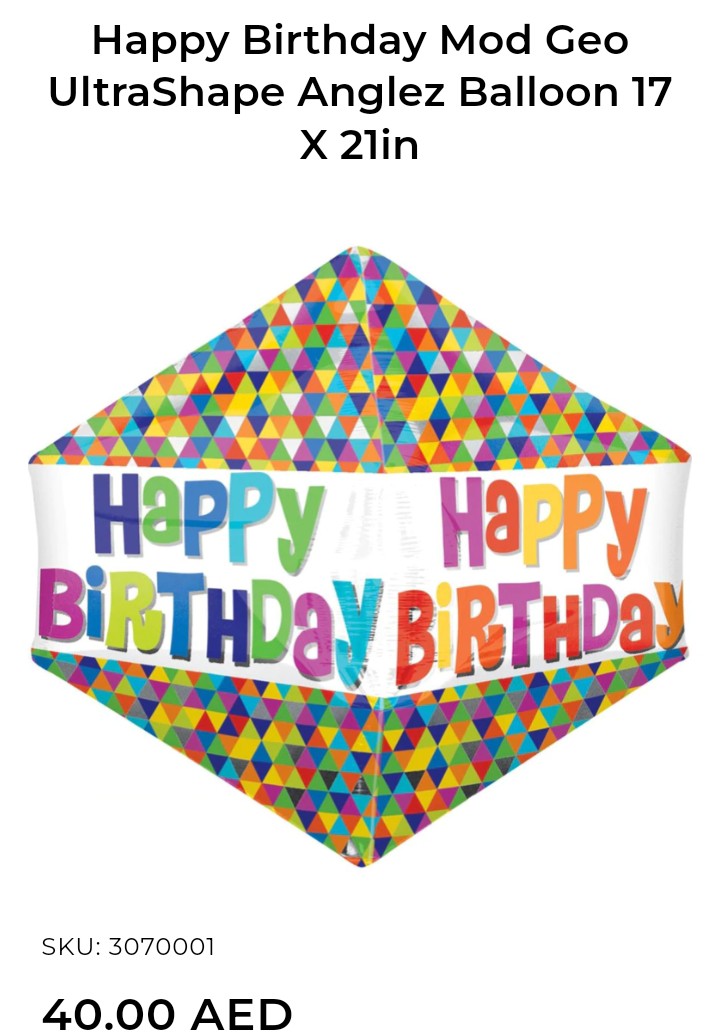 Happy Birthday Mod Geo
UltraShape Anglez Balloon 17
X 21in
HaPPy HaPPy
BiRTHDay BiRTHDay
SKU: 3070001
40.00 AED